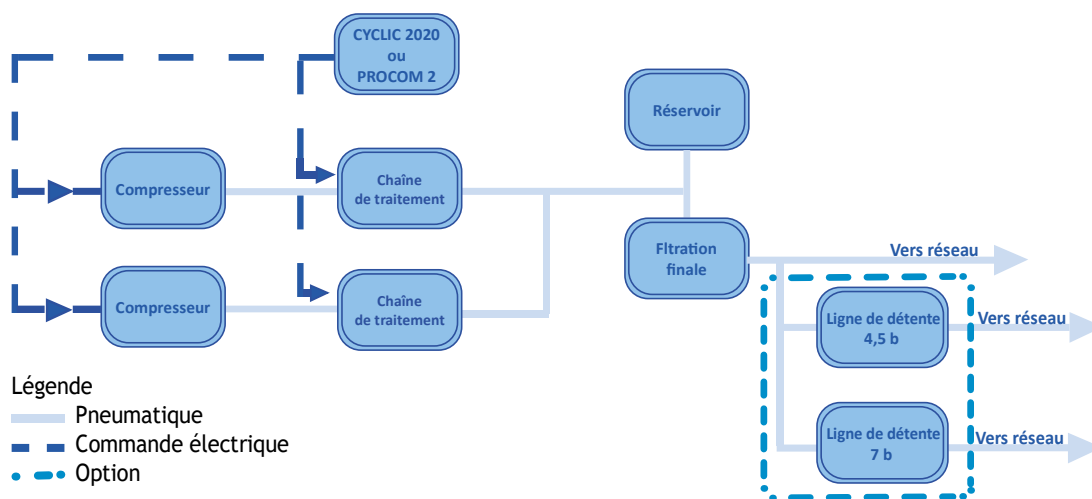 CYCLIC 2020
ou
PROCOM 2
Réservoir
Compresseur
Chaîne
de traitement
Fltration
finale
Vers réseau
Compresseur
Chaîne
de traitement
Ligne de détente
4,5 b
Vers réseau
Ligne de détente
7 b
Vers réseau
Légende
Pneumatique
Commande électrique
Option